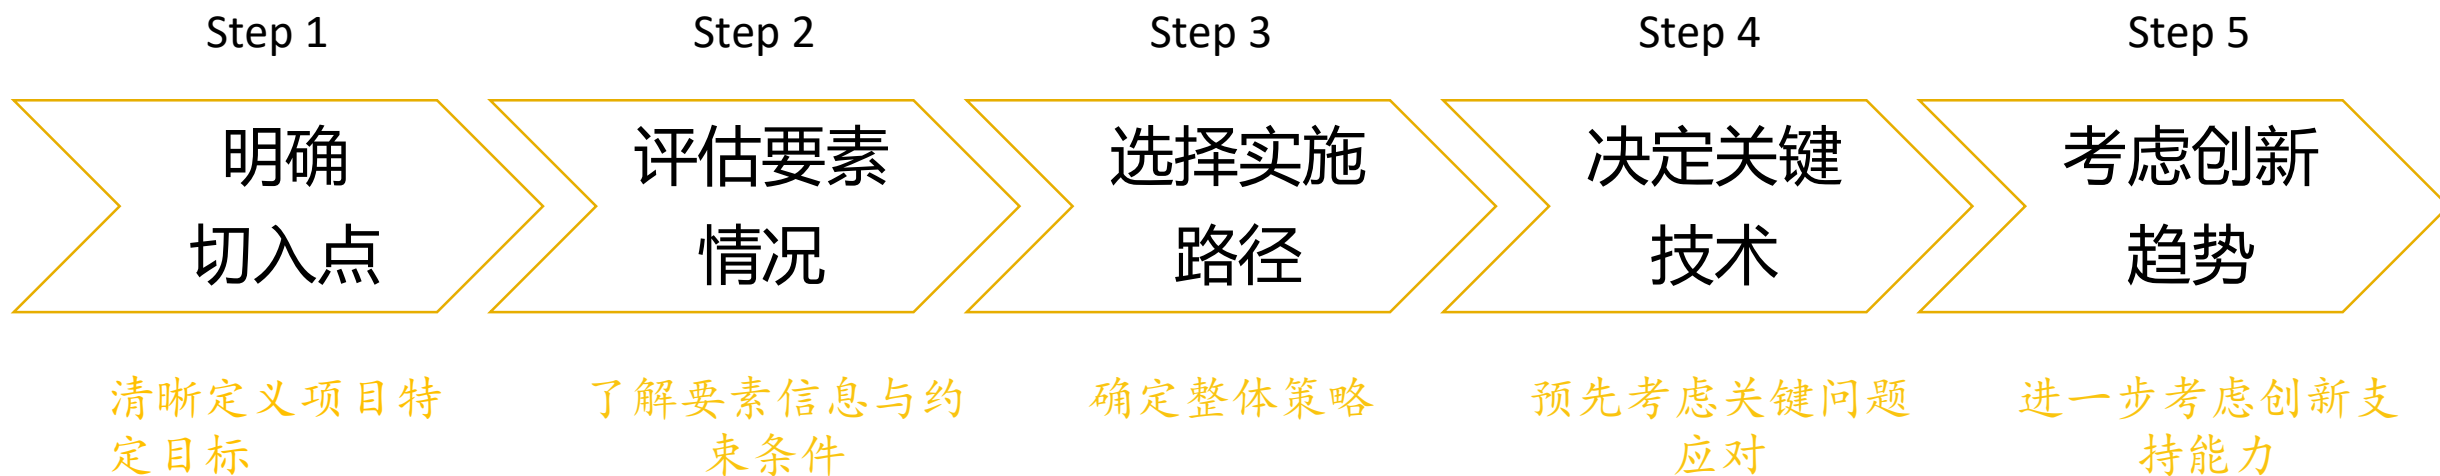 Step 1
Step 2
Step 3
Step 4
Step 5
明确
切入点
评估要素
情况
选择实施
路径
决定关键
技术
考虑创新
趋势
清晰定义项目特
定目标
了解要素信息与约
束条件
确定整体策略
预先考虑关键问题
应对
进一步考虑创新支
持能力